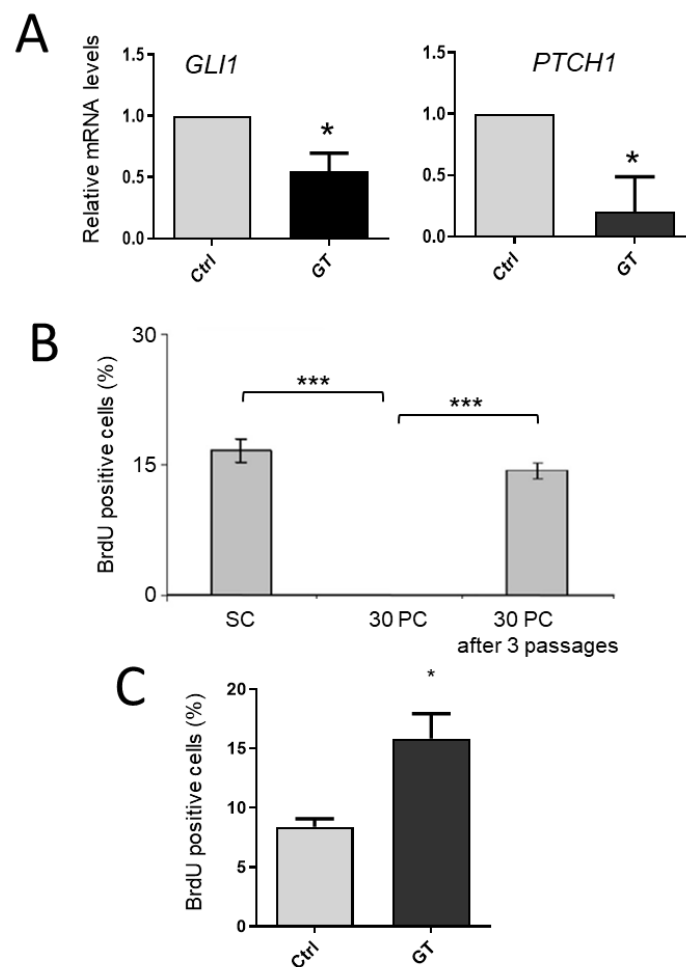 A
GLI1
PTCH1
Relative mRNA levels
1.5
1.0
0.5
0.0
*
Ctrl
GT
1.5
1.0
0.5
0.0
*
Ctrl
GT
B
BrdU positive cells (%)
30
15
0
***
***
SC
30 PC
30 PC
after 3 passages
C
BrdU positive cells (%)
20
15
10
5
0
*
Ctrl
GT